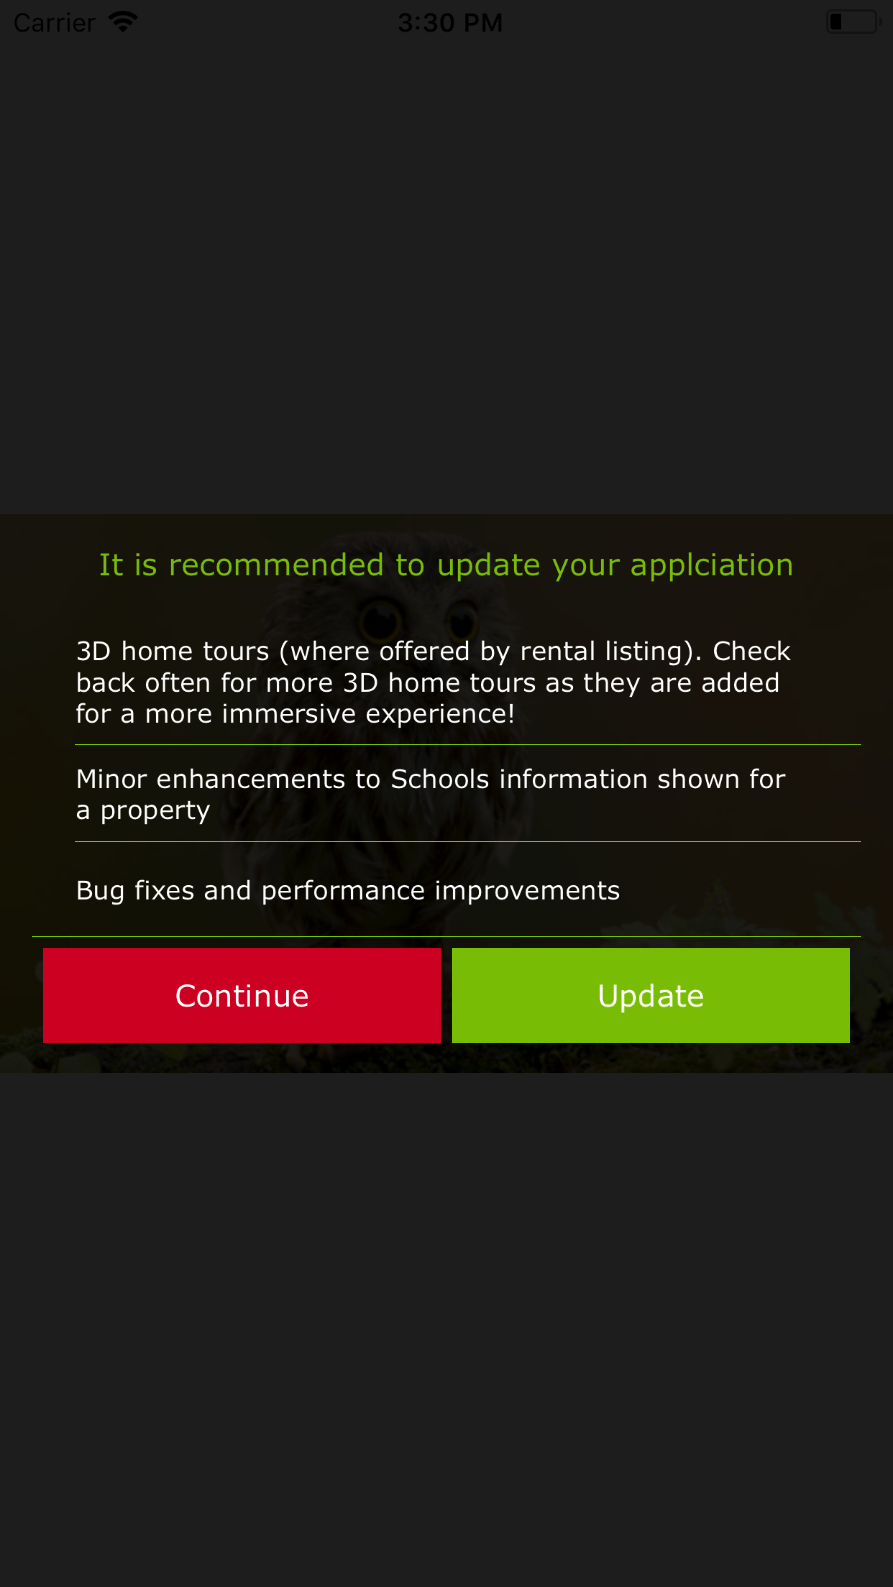 Carrier
3:30 PM
It is recommended to update your applciation
3D home tours (where offered by rental listing). Check
back often for more 3D home tours as they are added
for a more immersive experience!
Minor enhancements to Schools information shown for
a property
Bug fixes and performance improvements
Continue
Update